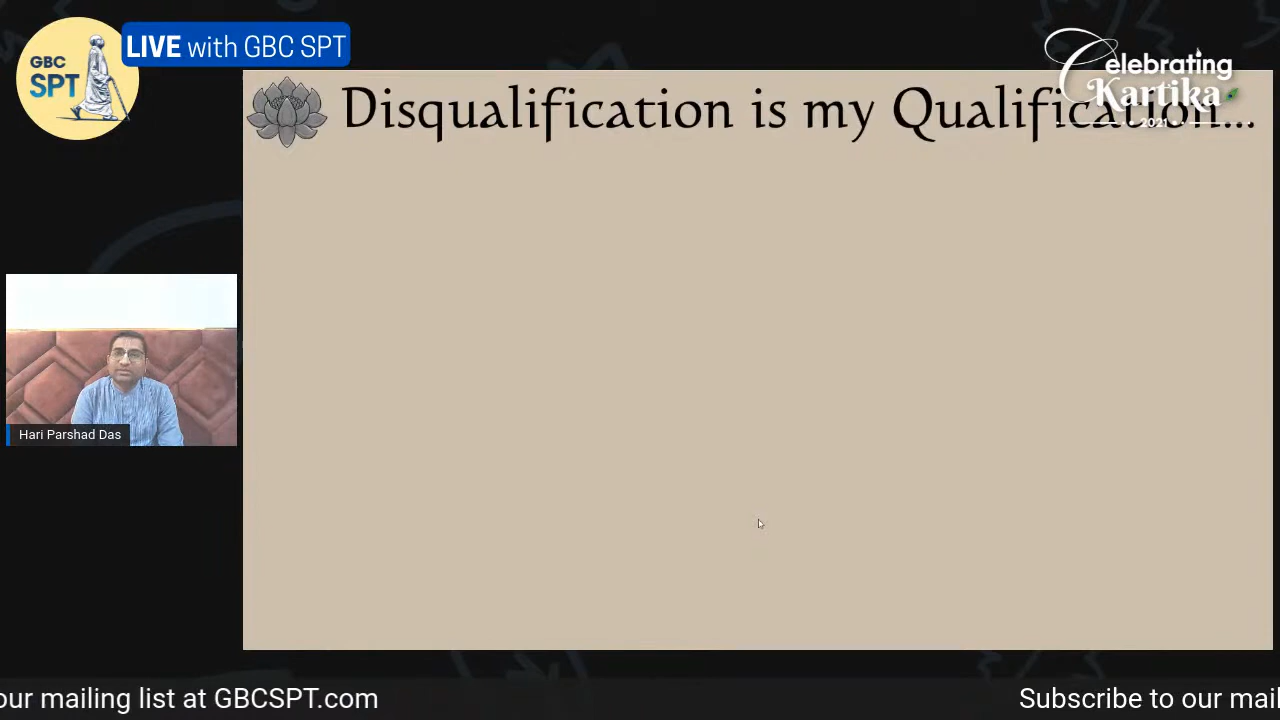 GBC
SPT
LIVE with GBC SPT
Celebrating
Kartika
2021
Disqualification is my Qualification...
Hari Parshad Das
our mailing list at GBCSPT.com
Subscribe to our mail